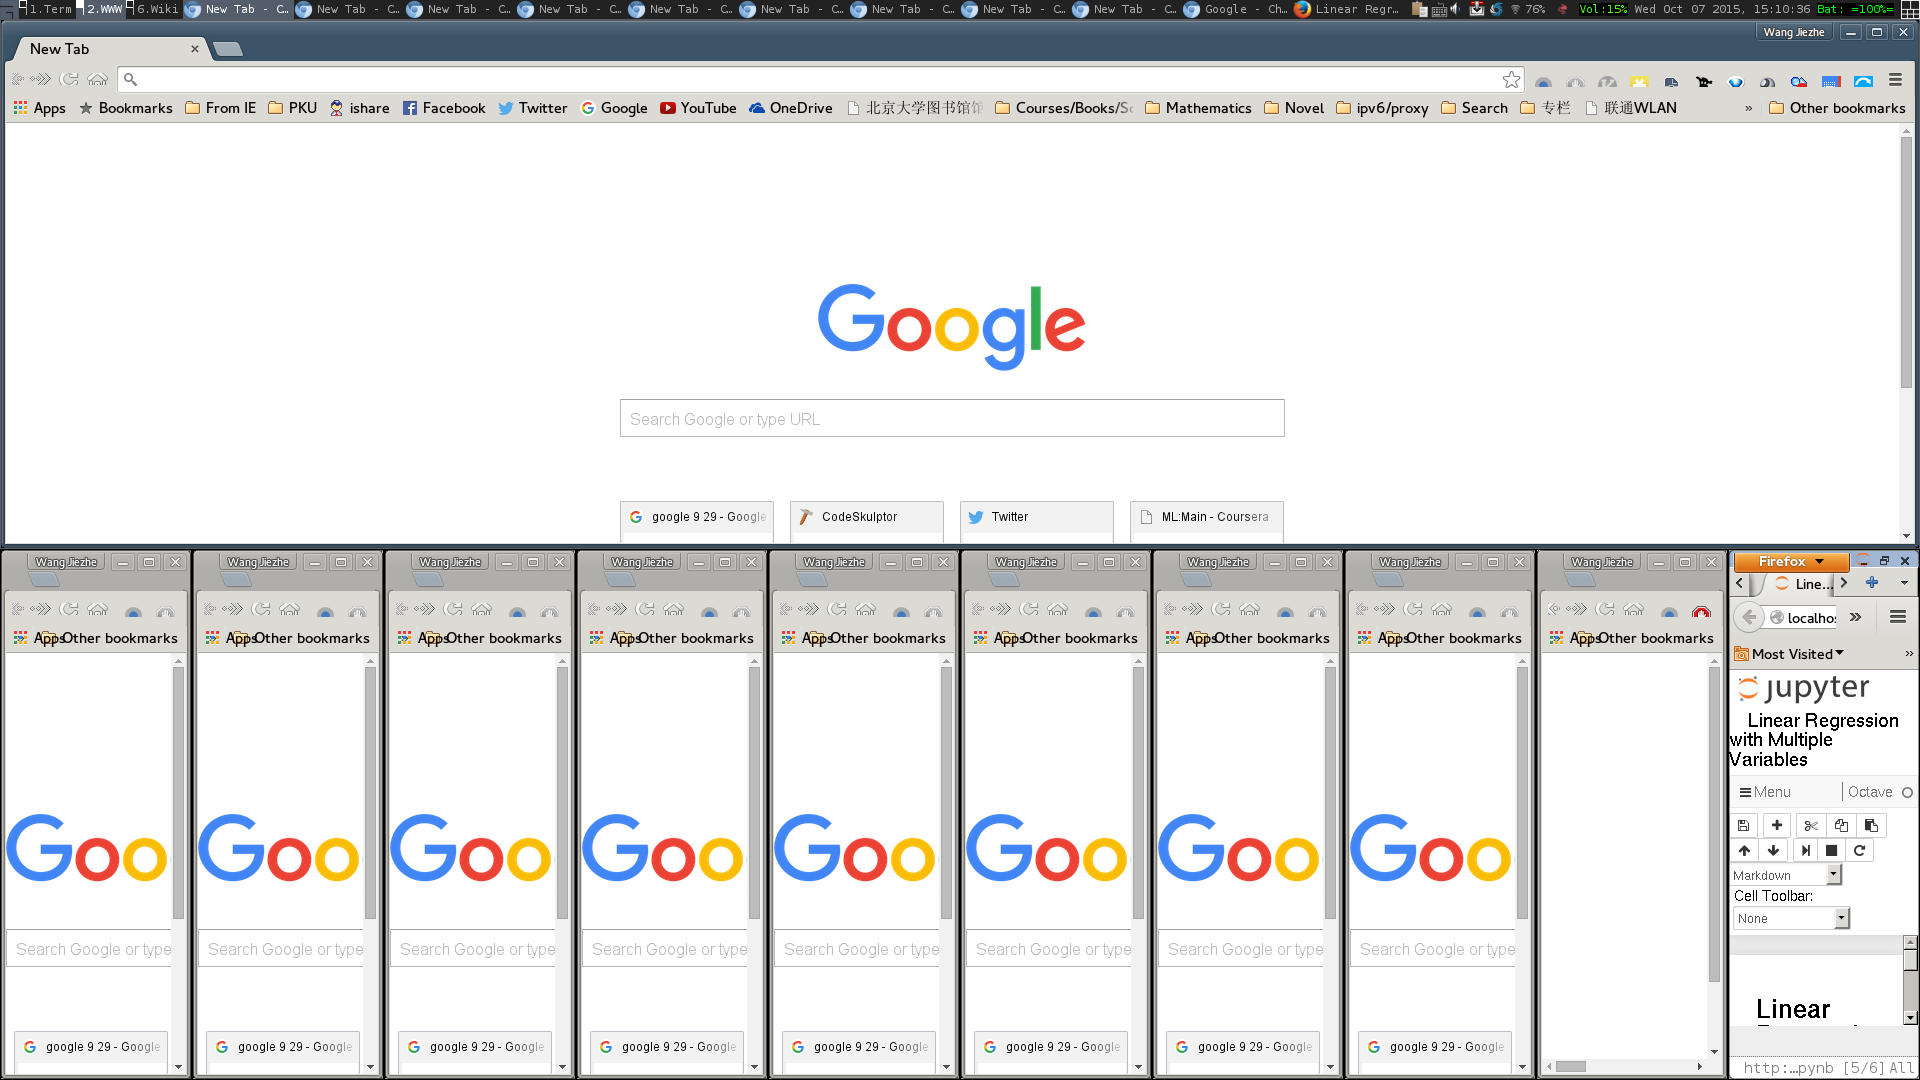 1.Term 2.WWW 6.Wiki New Tab - C… New Tab - C… New Tab - C… New Tab - C… New Tab - C… New Tab - C… New Tab - C… New Tab - C… New Tab - C… Google - Ch… Linear Regr… 76% Vol:15% Wed Oct 07 2015, 15:10:36 Bat: =100%=
Wang Jiezhe
New Tab
Apps Bookmarks From IE PKU ishare Facebook Twitter Google YouTube OneDrive 北京大学图书馆馆 Courses/Books/Sc Mathematics Novel ipv6/proxy Search 专栏 联通WLAN » Other bookmarks
Google
Search Google or type URL
google 9 29 - Google CodeSkulptor Twitter ML:Main - Coursera
Wang Jiezhe Wang Jiezhe Wang Jiezhe Wang Jiezhe Wang Jiezhe Wang Jiezhe Wang Jiezhe Wang Jiezhe Wang Jiezhe Firefox
Line…
localhos »
Apps Other bookmarks Apps Other bookmarks Apps Other bookmarks Apps Other bookmarks Apps Other bookmarks Apps Other bookmarks Apps Other bookmarks Apps Other bookmarks Apps Other bookmarks
Most Visited »
jupyter
Linear Regression
with Multiple
Variables
Menu Octave
Goo Goo Goo Goo Goo Goo Goo Goo
Markdown
Cell Toolbar:
None
Search Google or type Search Google or type Search Google or type Search Google or type Search Google or type Search Google or type Search Google or type Search Google or type
Linear
google 9 29 - Google google 9 29 - Google google 9 29 - Google google 9 29 - Google google 9 29 - Google google 9 29 - Google google 9 29 - Google google 9 29 - Google
http:…pynb [5/6] All